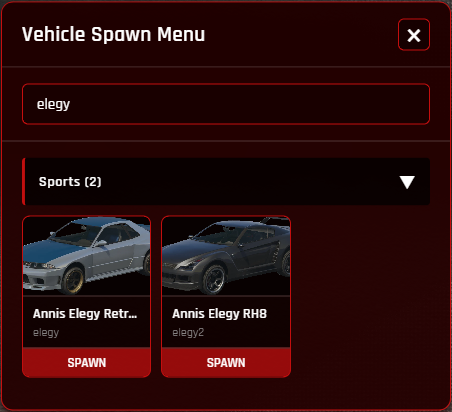 Vehicle Spawn Menu
elegy
Sports (2)
Annis Elegy Retr...
elegy
SPAWN
Annis Elegy RH8
elegy2
SPAWN